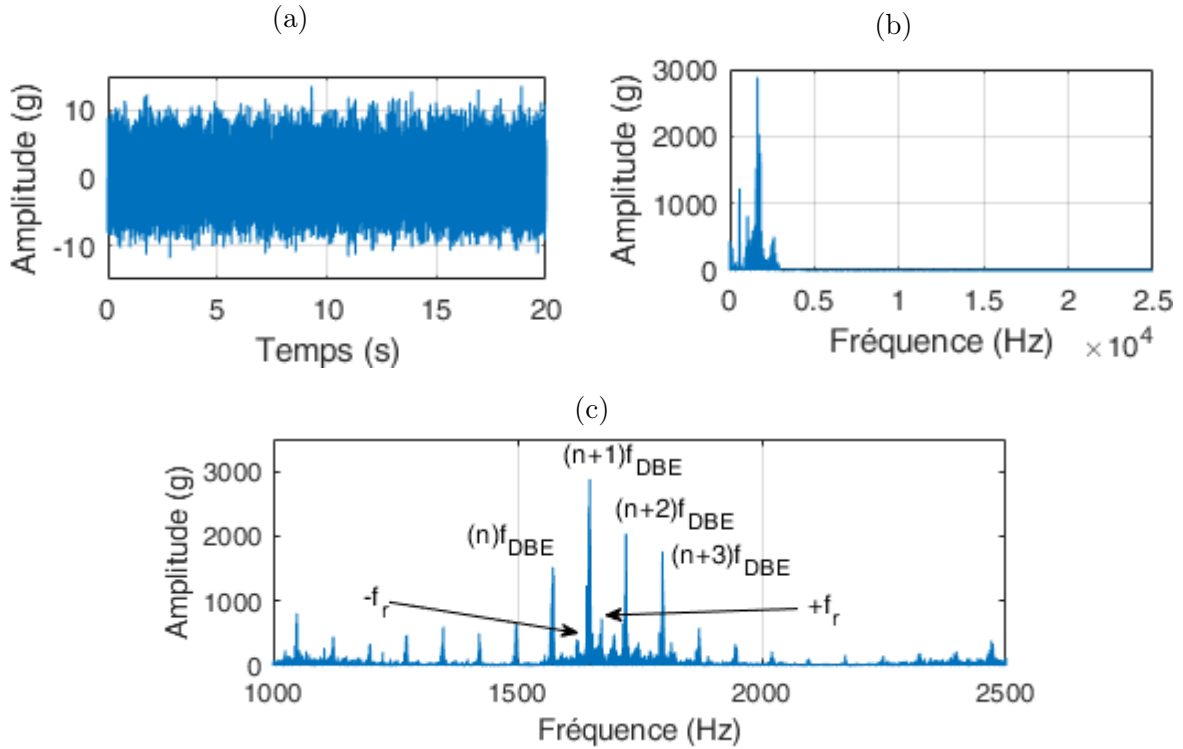 (a)
Amplitude (g)
10
0
-10
0
5
10
15
20
Temps (s)
(b)
Amplitude (g)
3000
2000
1000
0
0
0.5
1
1.5
2
2.5
Fréquence (Hz)
×10⁴
(c)
Amplitude (g)
3000
2000
1000
0
(n)f_DBE
(n+1)f_DBE
(n+2)f_DBE
(n+3)f_DBE
-f_r
+f_r
1000
1500
2000
2500
Fréquence (Hz)